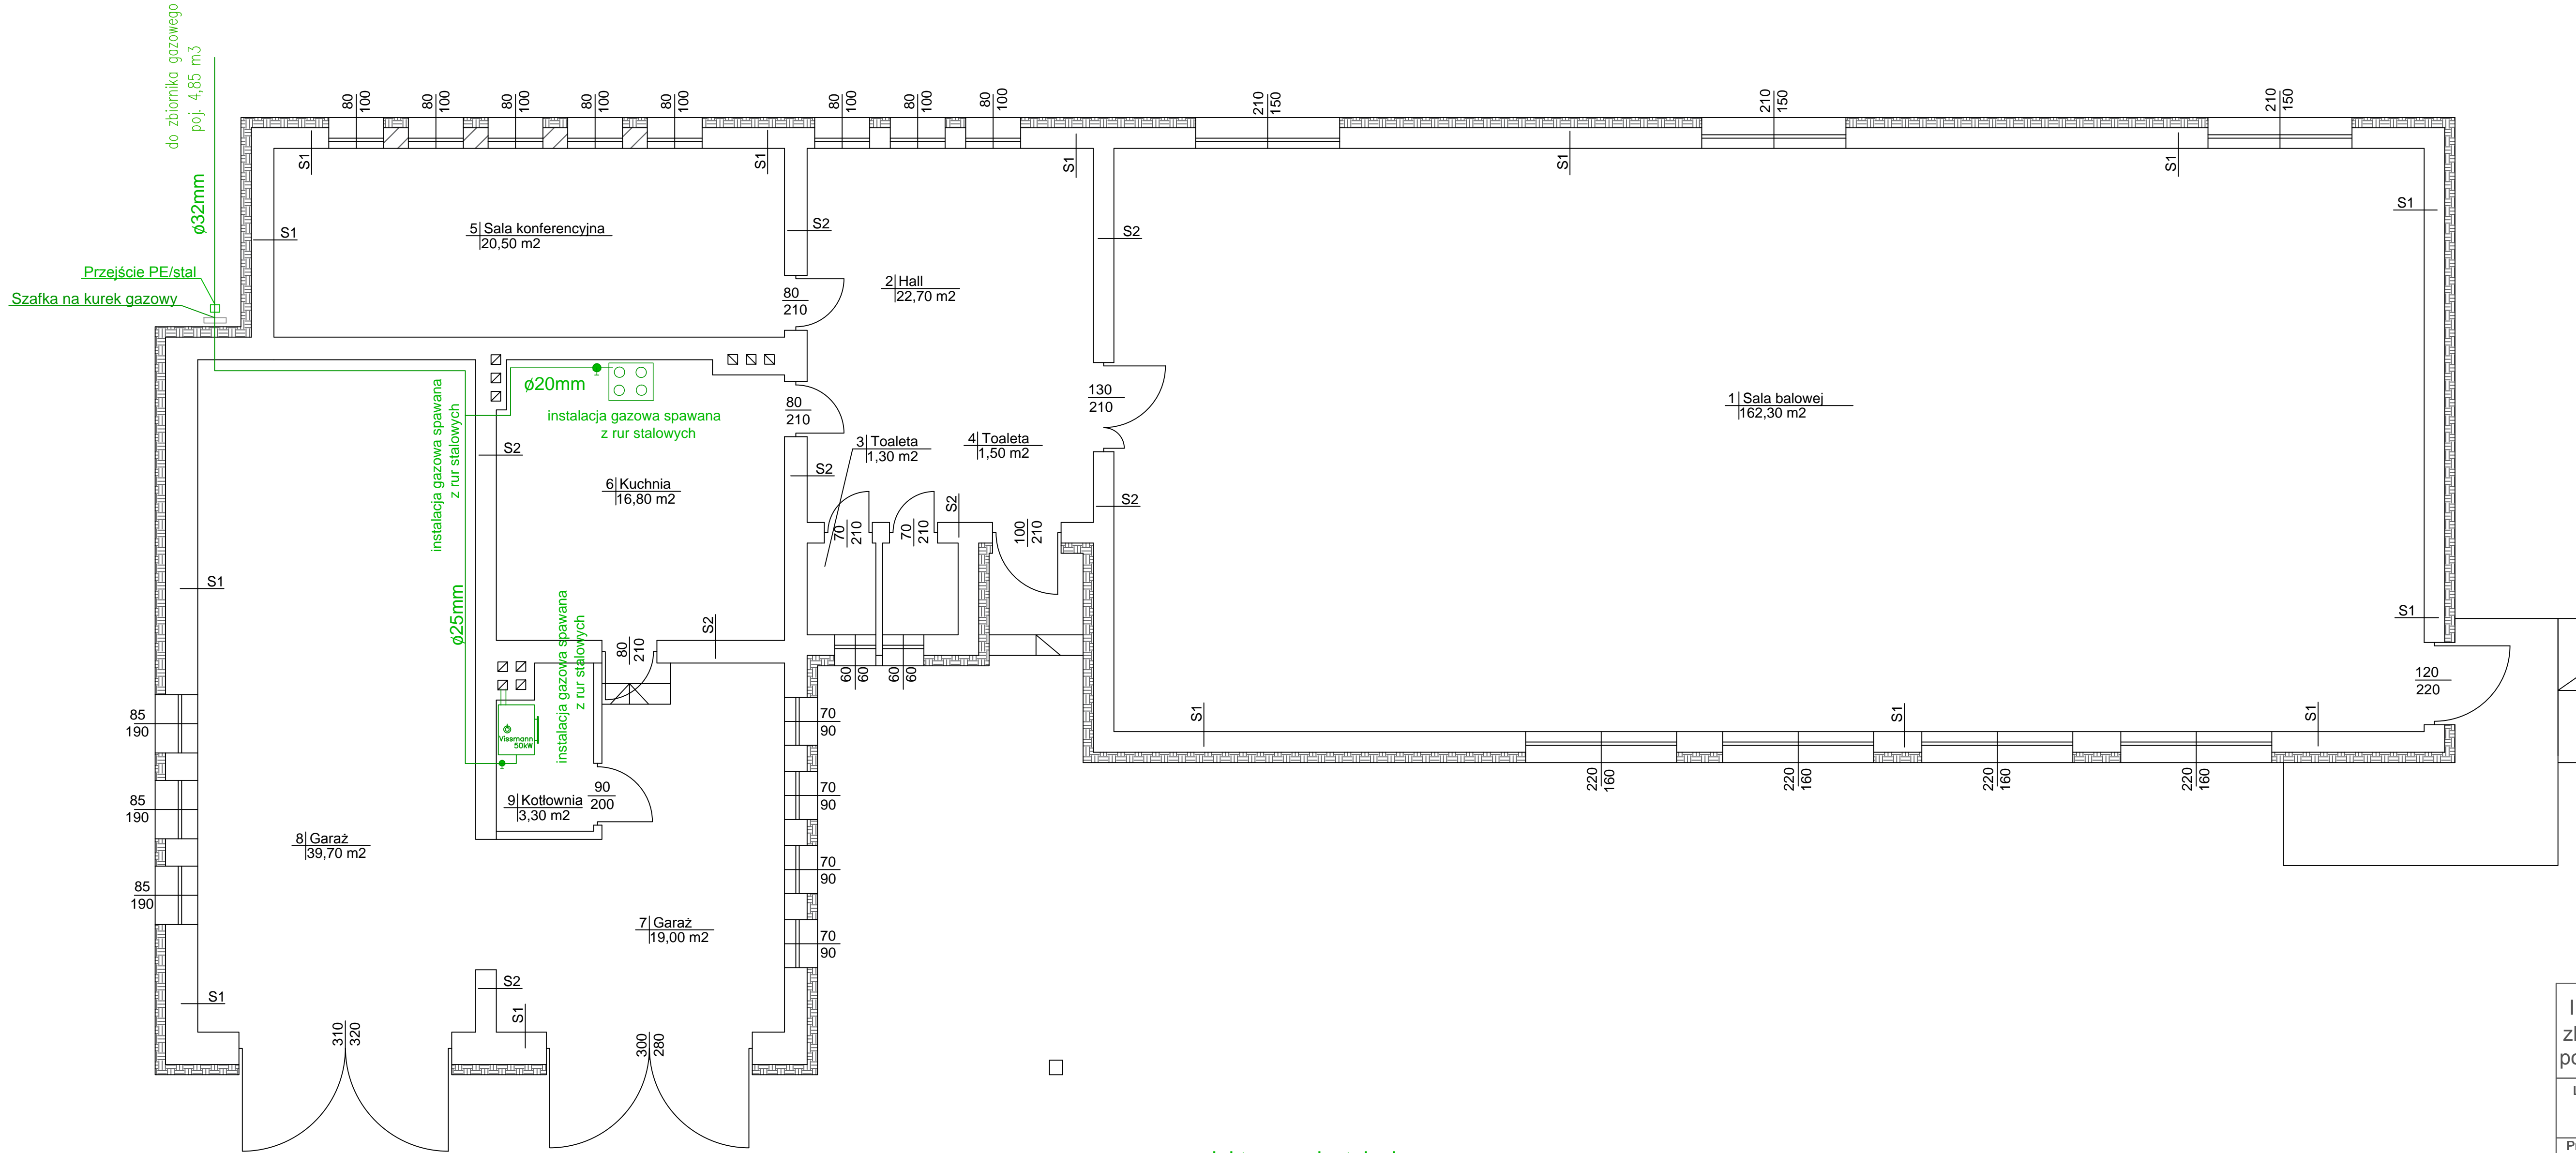 do zbiornika gazowego
poj. 4,85 m3
ø32mm
Przejście PE/stal
Szafka na kurek gazowy
80
100
80
100
80
100
80
100
80
100
80
100
80
100
80
100
210
150
210
150
210
150
S1
S1
S1
S1
S1
S1
S1
S2
S2
5 Sala konferencyjna
20,50 m2
2 Hall
22,70 m2
80
210
1 Sala balowej
162,30 m2
130
210
80
210
ø20mm
instalacja gazowa spawana
z rur stalowych
instalacja gazowa spawana
z rur stalowych
3 Toaleta
1,30 m2
4 Toaleta
1,50 m2
S2
S2
S2
S2
6 Kuchnia
16,80 m2
70
210
70
210
100
210
S1
ø25mm
instalacja gazowa spawana
z rur stalowych
S2
80
210
S1
60
60
60
60
120
220
85
190
85
190
85
190
Vissmann
50kW
70
90
70
90
70
90
70
90
S1
S1
S1
220
160
220
160
220
160
220
160
90
200
9 Kotłownia
3,30 m2
8 Garaż
39,70 m2
7 Garaż
19,00 m2
S1
S2
S1
310
320
300
280